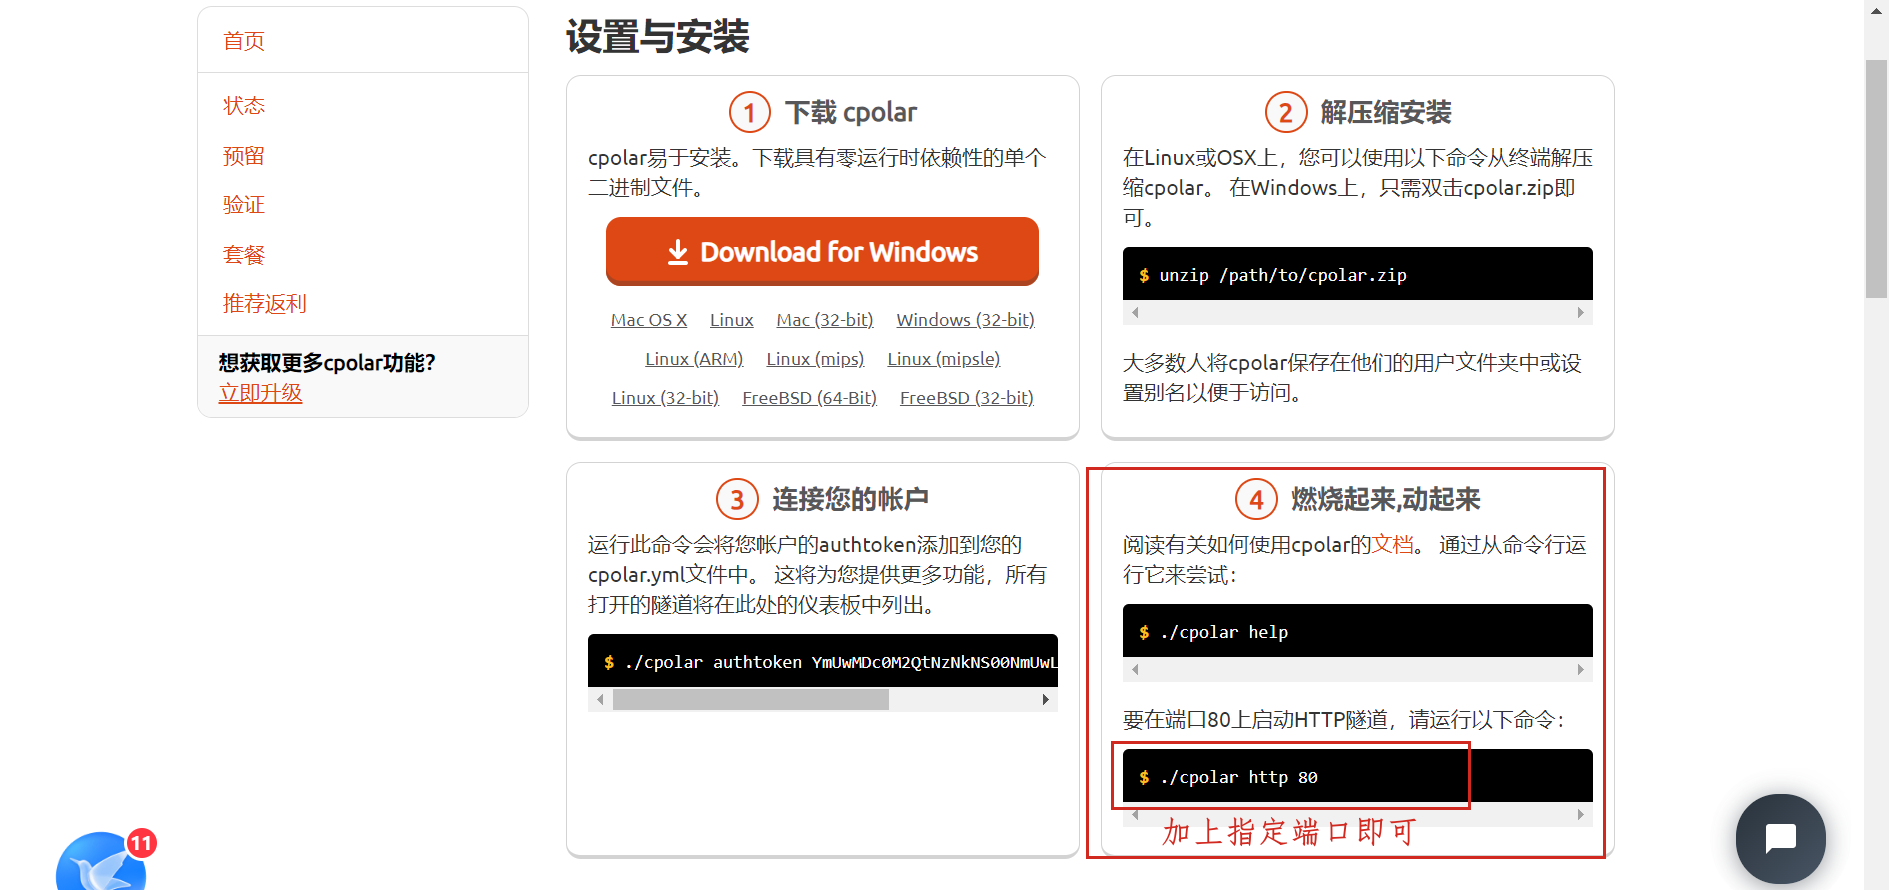 首页
状态
预留
验证
套餐
推荐返利
想获取更多cpolar功能?
立即升级
设置与安装
1 下载 cpolar
cpolar易于安装。下载具有零运行时依赖性的单个
二进制文件。
Download for Windows
Mac OS X Linux Mac (32-bit) Windows (32-bit)
Linux (ARM) Linux (mips) Linux (mipsle)
Linux (32-bit) FreeBSD (64-Bit) FreeBSD (32-bit)
2 解压缩安装
在Linux或OSX上，您可以使用以下命令从终端解压
缩cpolar。 在Windows上，只需双击cpolar.zip即
可。
$ unzip /path/to/cpolar.zip
大多数人将cpolar保存在他们的用户文件夹中或设
置别名以便于访问。
3 连接您的帐户
运行此命令会将您帐户的authtoken添加到您的
cpolar.yml文件中。 这将为您提供更多功能，所有
打开的隧道将在此处的仪表板中列出。
$ ./cpolar authtoken YmUwMDc0M2QtNzNkNS00NmUwL
4 燃烧起来,动起来
阅读有关如何使用cpolar的文档。 通过从命令行运
行它来尝试：
$ ./cpolar help
要在端口80上启动HTTP隧道，请运行以下命令：
$ ./cpolar http 80
加上指定端口即可
11